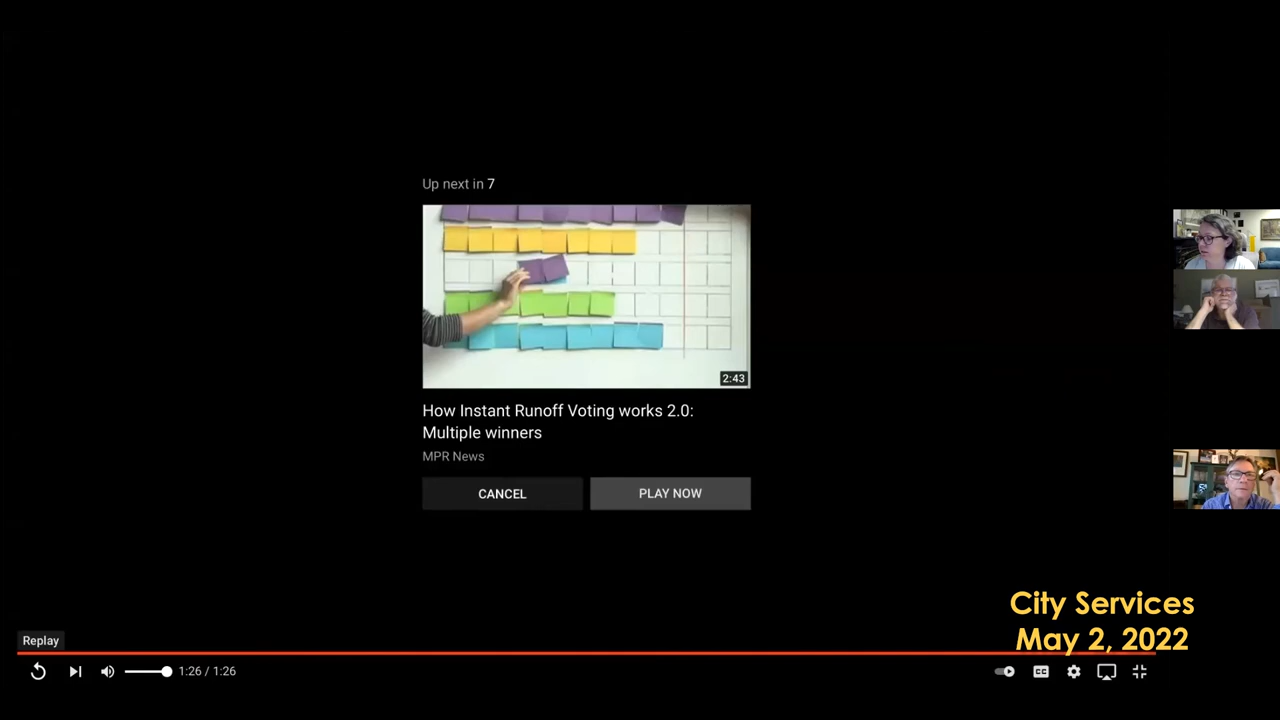 Up next in 7
2:43
How Instant Runoff Voting works 2.0:
Multiple winners
MPR News
CANCEL
PLAY NOW
City Services
May 2, 2022
Replay
1:26 / 1:26
CC